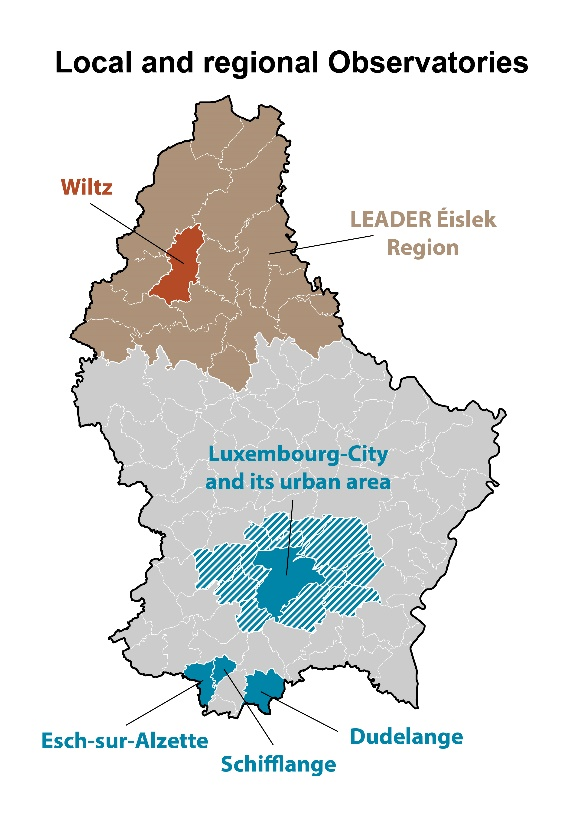 Local and regional Observatories
Wiltz
LEADER Éislek
Region
Luxembourg-City
and its urban area
Esch-sur-Alzette
Schifflange
Dudelange